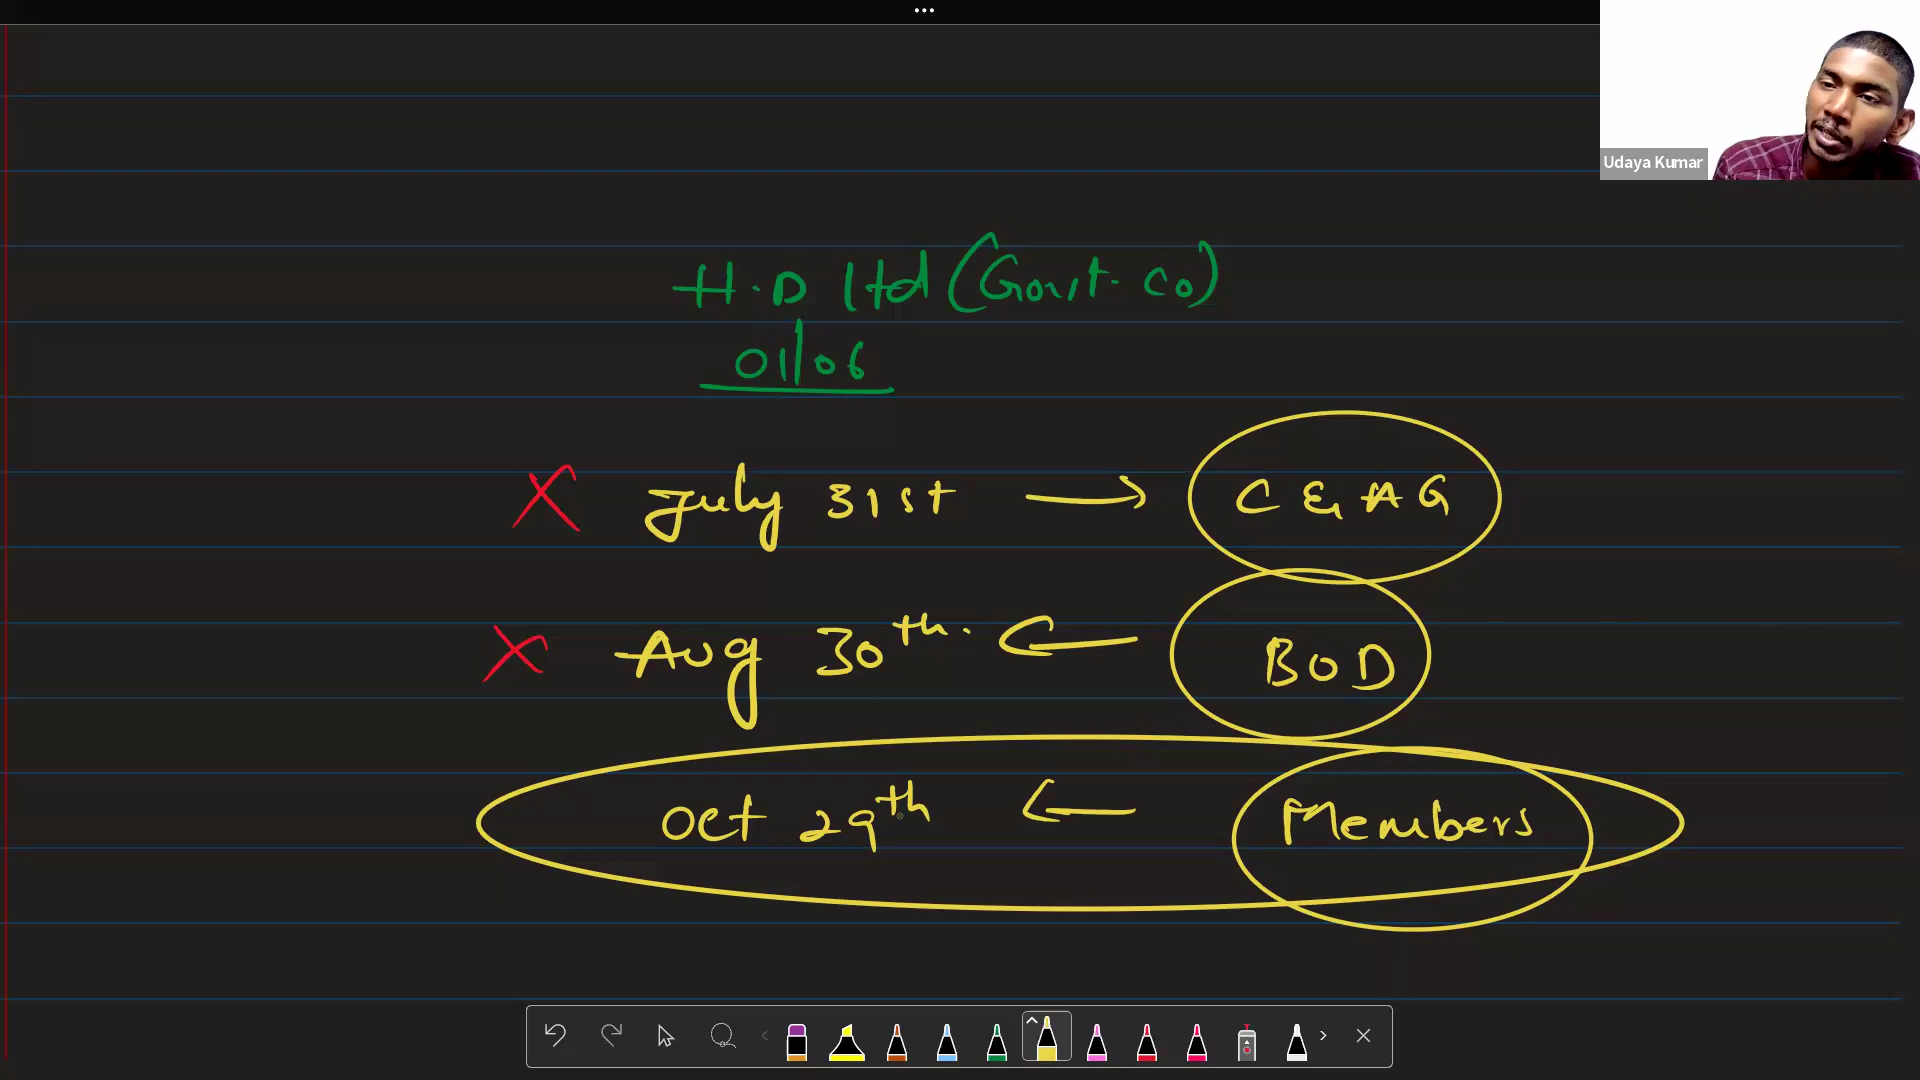 Udaya Kumar
H.D ltd (Govt. Co)
01/06
X July 31st → C & AG
X Aug 30th. ← BOD
Oct 29th ← Members